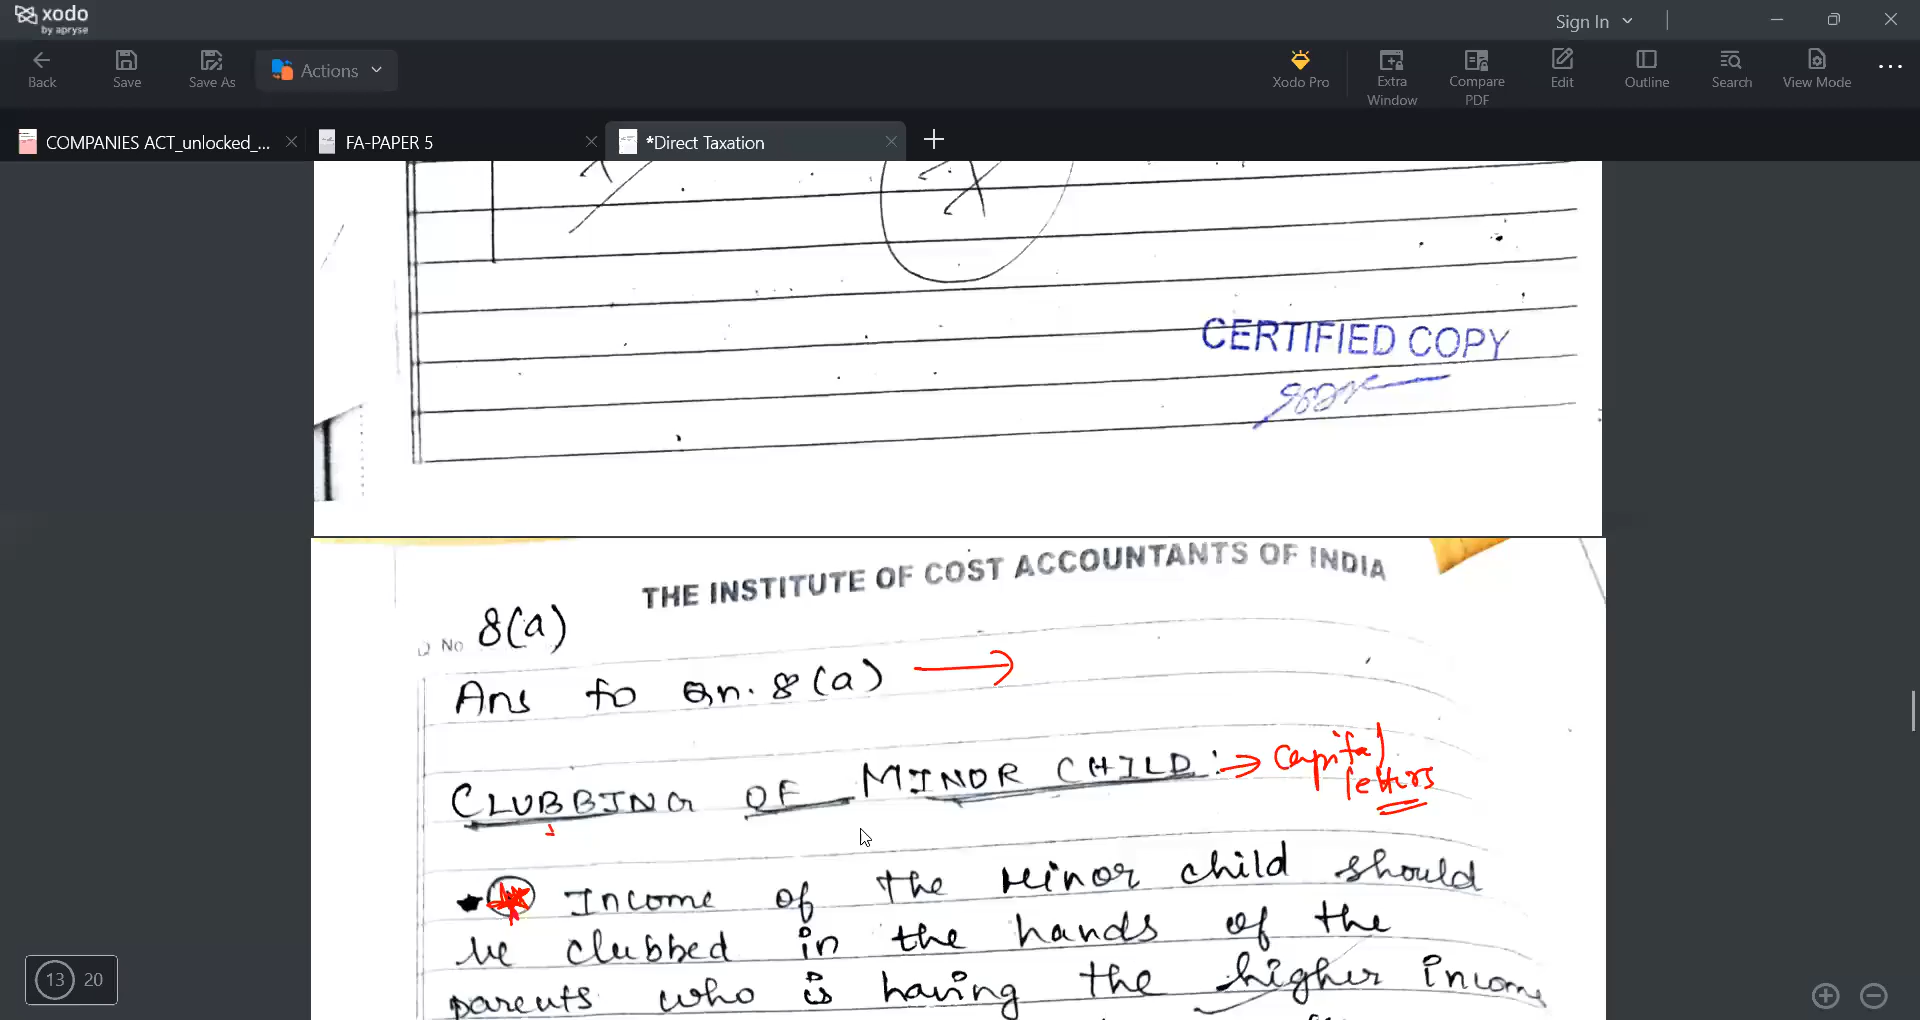 xodo
by apryse
Sign In
Back
Save
Save As
Actions
Xodo Pro
Extra Window
Compare PDF
Edit
Outline
Search
View Mode
COMPANIES ACT_unlocked_...
FA-PAPER 5
*Direct Taxation
CERTIFIED COPY
THE INSTITUTE OF COST ACCOUNTANTS OF INDIA
Q No 8(a)
Ans to Qn. 8(a)
CLUBBING OF MINOR CHILD: → Capital letters
Income of the Minor child should
be clubbed in the hands of the
parents who is having the higher income
13 20